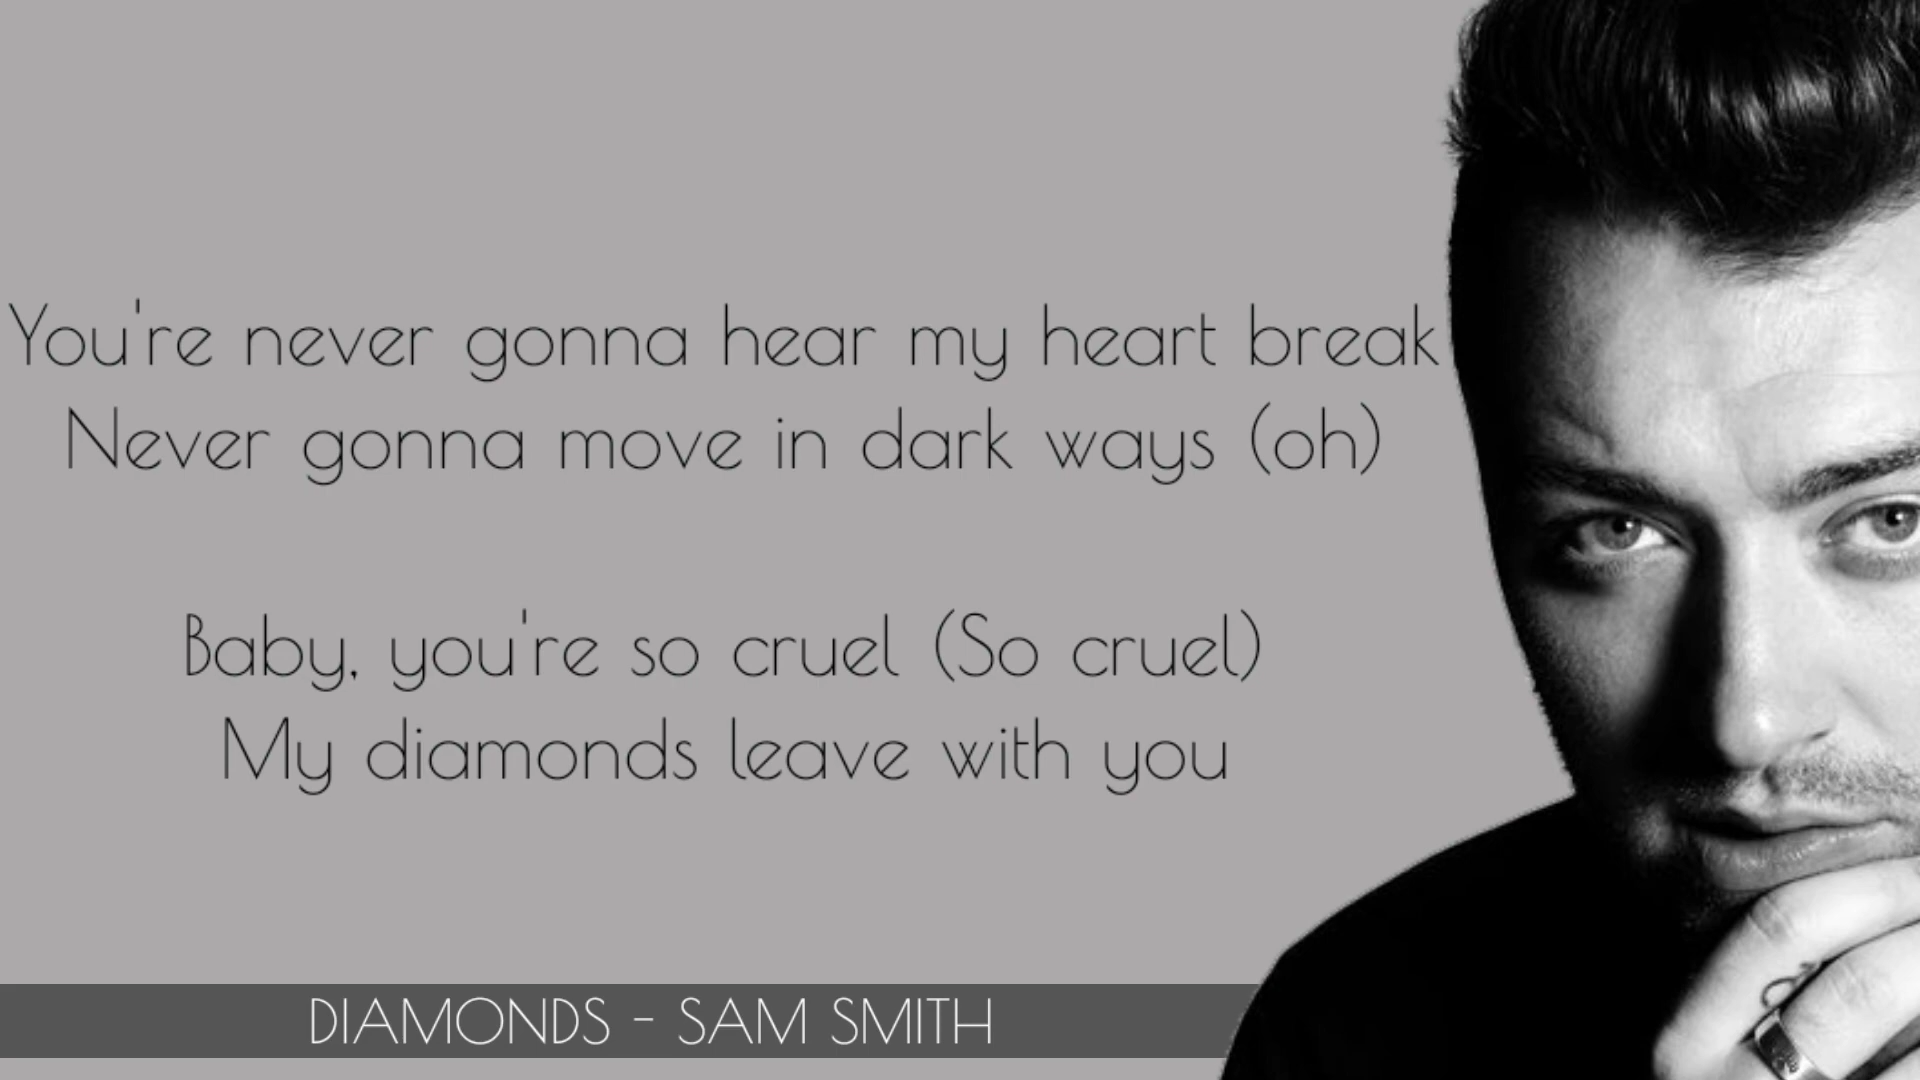 You're never gonna hear my heart break
Never gonna move in dark ways (oh)
Baby, you're so cruel (So cruel)
My diamonds leave with you
DIAMONDS - SAM SMITH